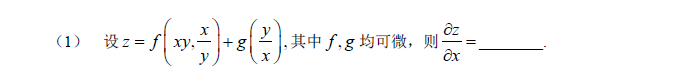 （1） 设 z = f(xy, x/y) + g(y/x), 其中 f, g 均可微，则 ∂z/∂x = ________.